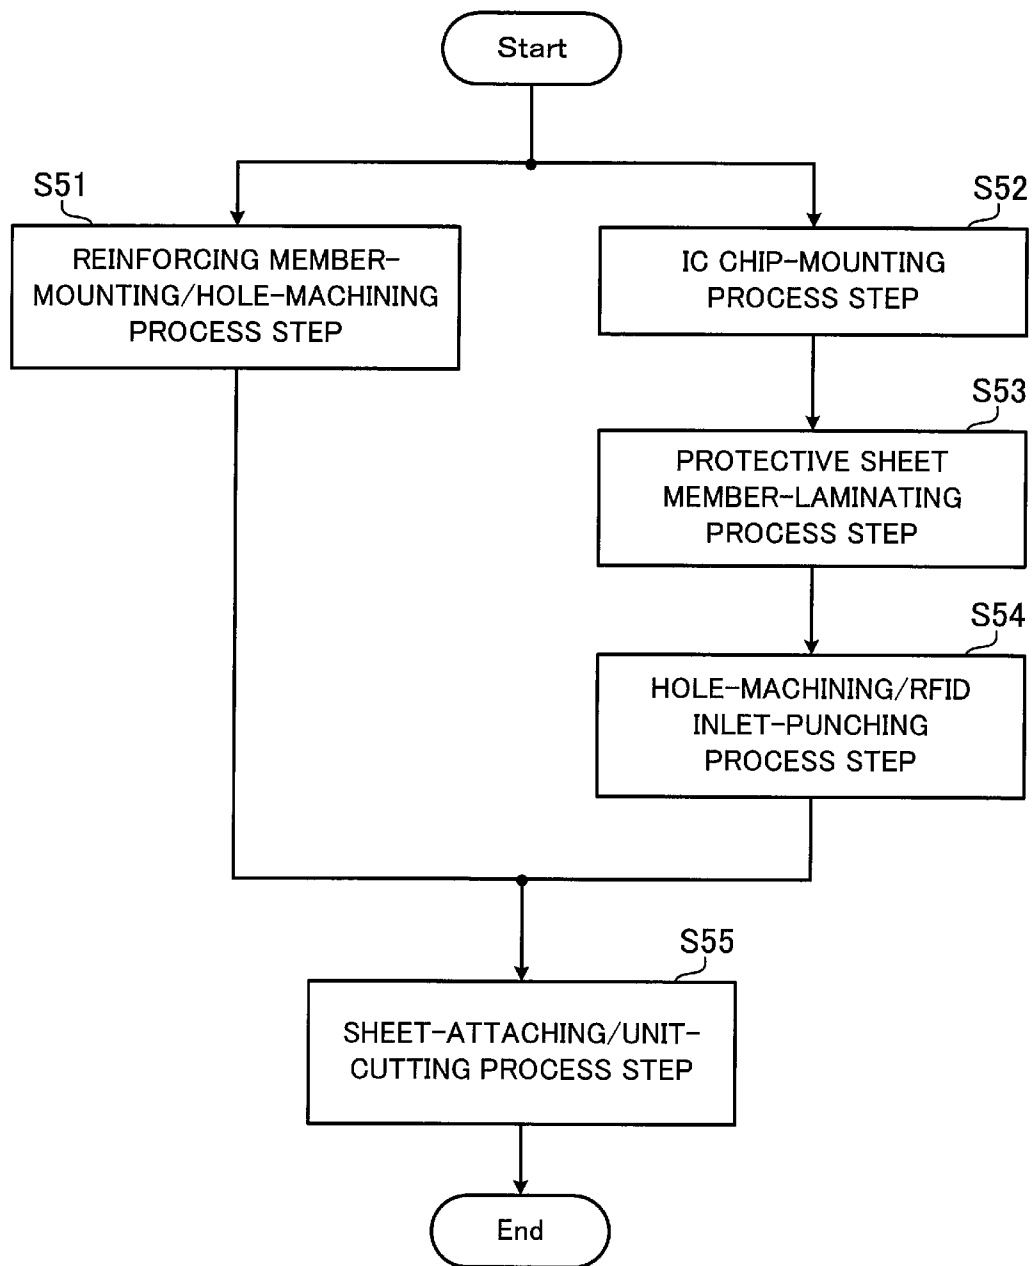 Start
S51
REINFORCING MEMBER-
MOUNTING/HOLE-MACHINING
PROCESS STEP
S52
IC CHIP-MOUNTING
PROCESS STEP
S53
PROTECTIVE SHEET
MEMBER-LAMINATING
PROCESS STEP
S54
HOLE-MACHINING/RFID
INLET-PUNCHING
PROCESS STEP
S55
SHEET-ATTACHING/UNIT-
CUTTING PROCESS STEP
End